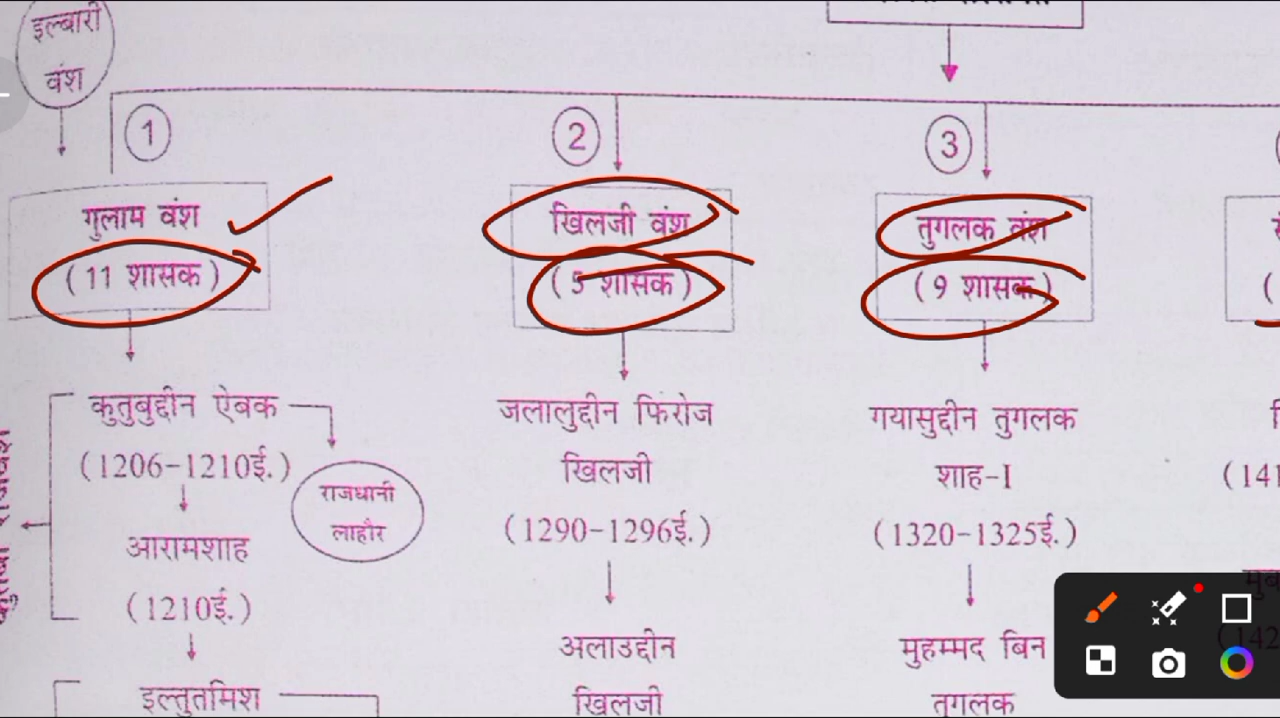 इल्बारी
वंश
1
2
3
गुलाम वंश
(11 शासक)
खिलजी वंश
(5 शासक)
तुगलक वंश
(9 शासक)
कुतुबुद्दीन ऐबक
(1206-1210ई.)
राजधानी
लाहौर
आरामशाह
(1210ई.)
इल्तुतमिश
जलालुद्दीन फिरोज
खिलजी
(1290-1296ई.)
अलाउद्दीन
खिलजी
गयासुद्दीन तुगलक
शाह-I
(1320-1325ई.)
मुहम्मद बिन
तुगलक